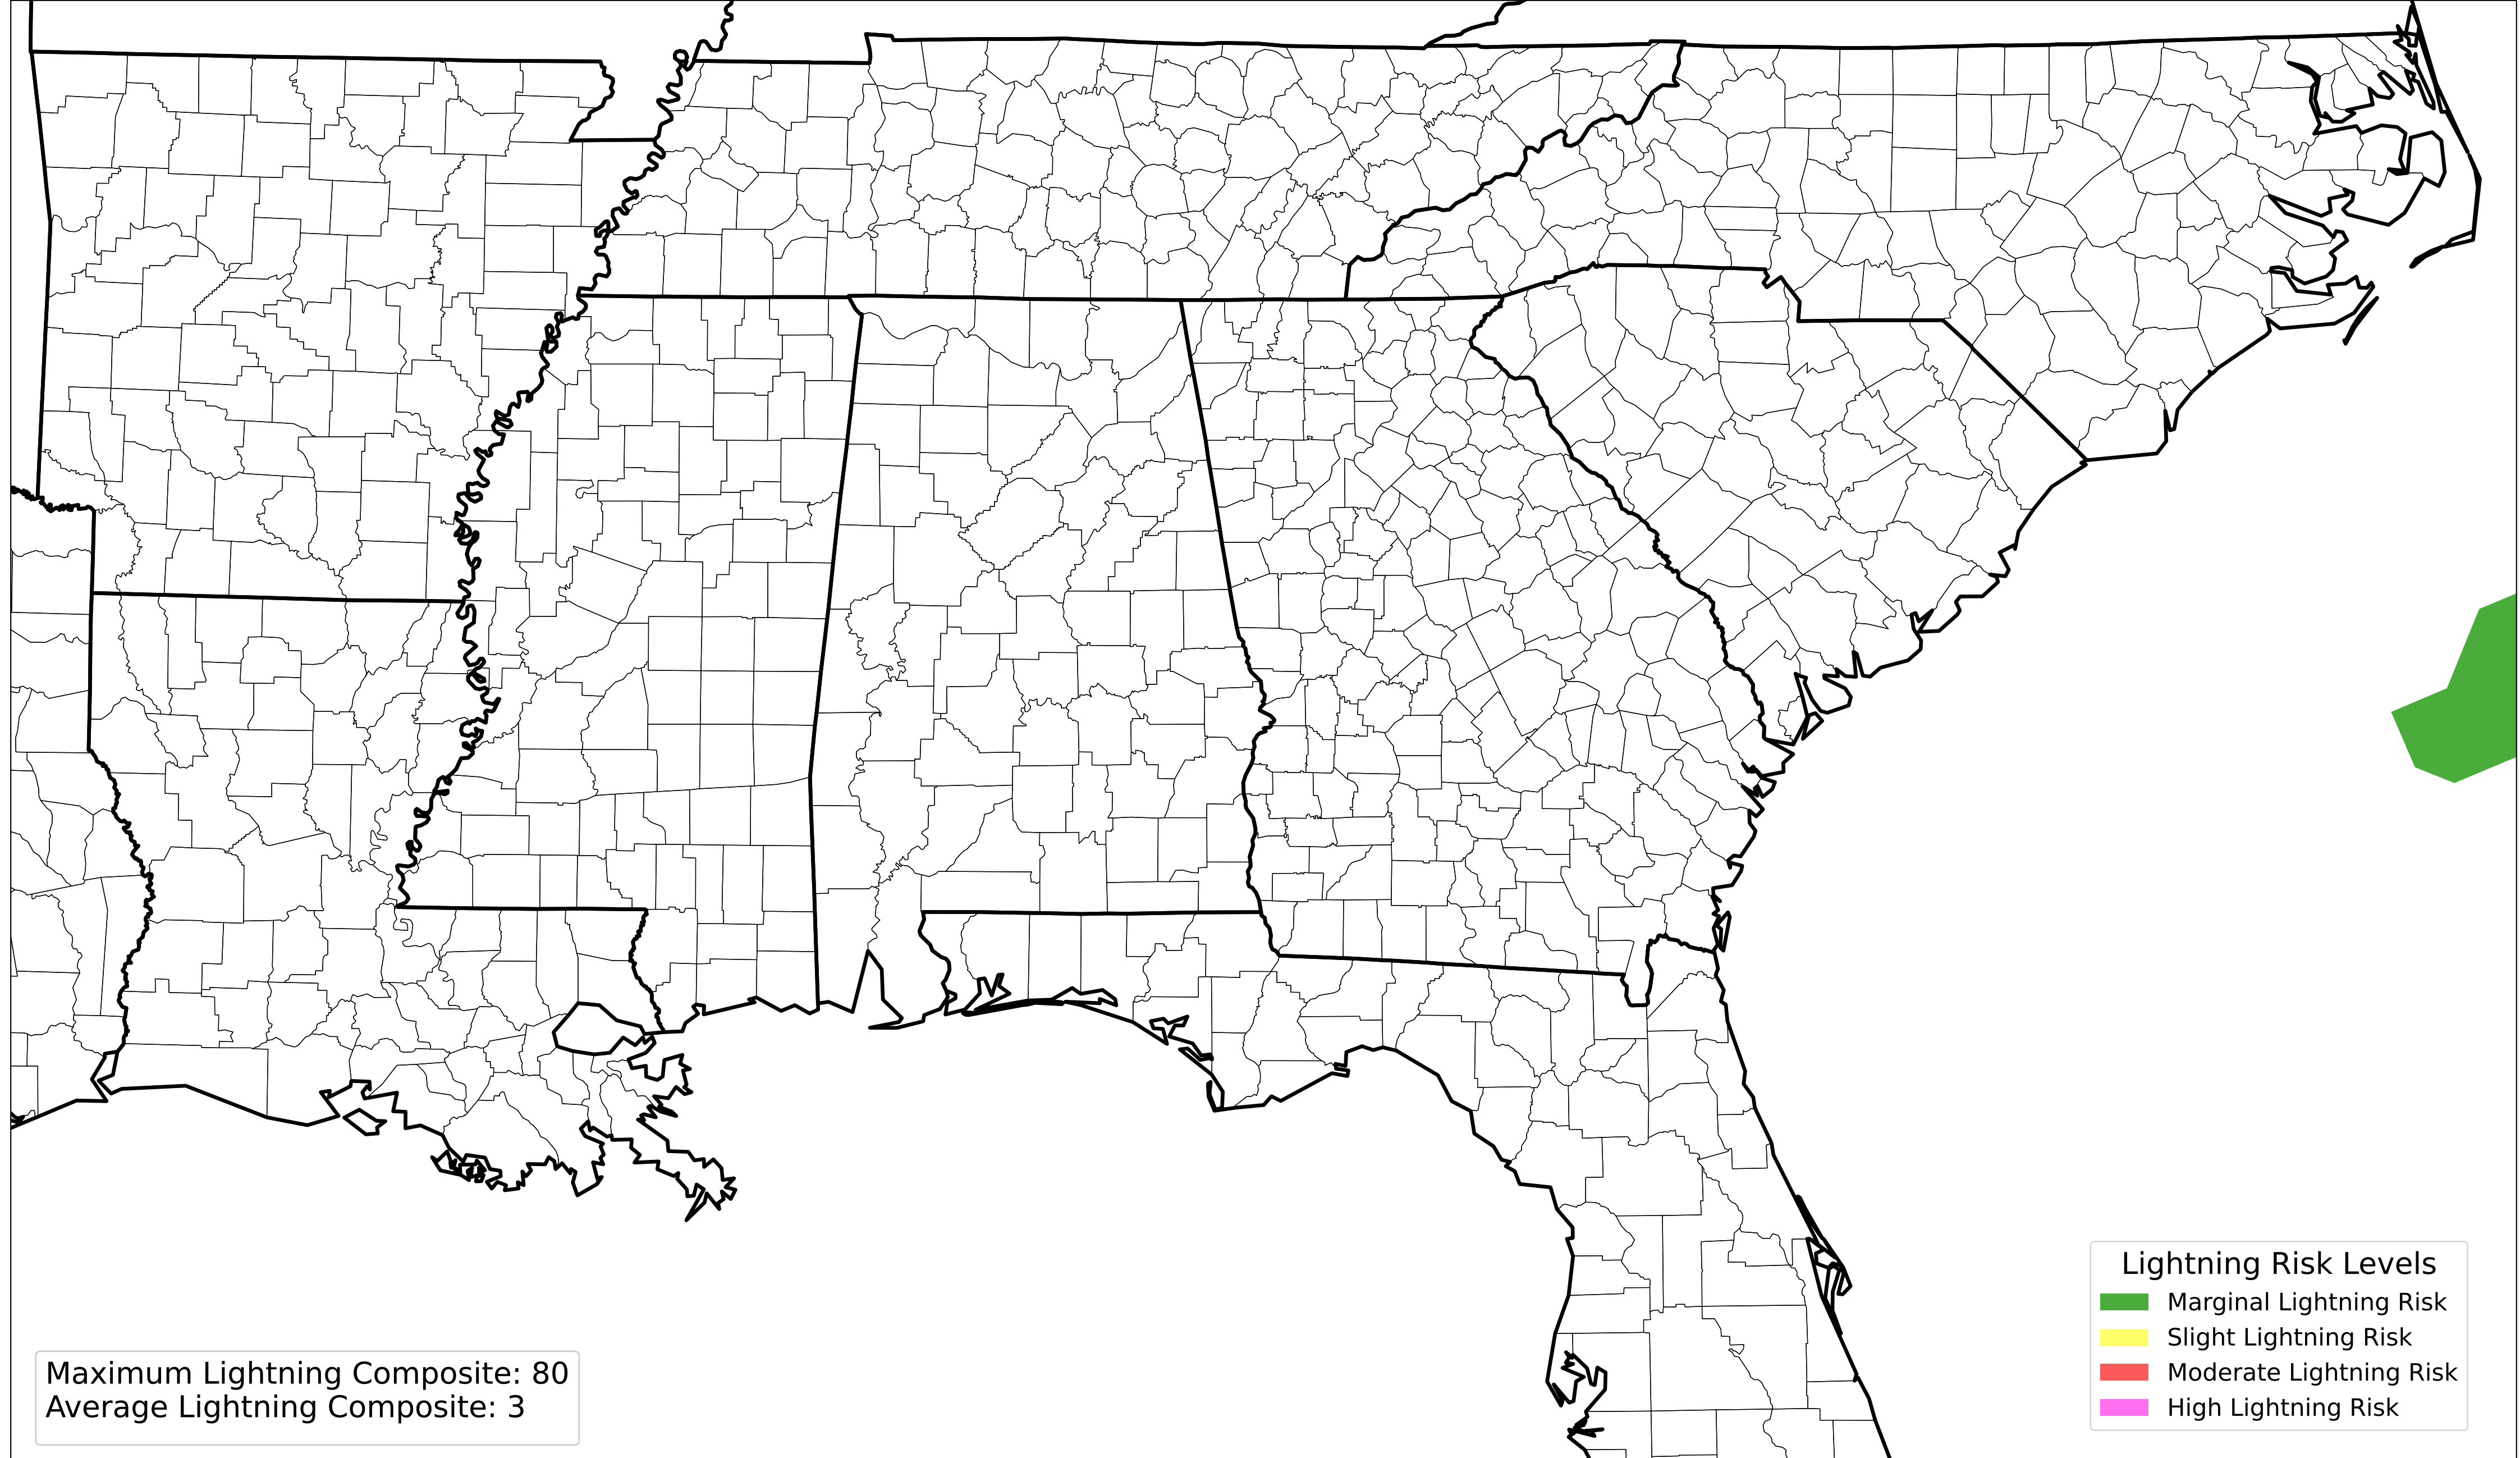 Maximum Lightning Composite: 80
Average Lightning Composite: 3
Lightning Risk Levels
Marginal Lightning Risk
Slight Lightning Risk
Moderate Lightning Risk
High Lightning Risk